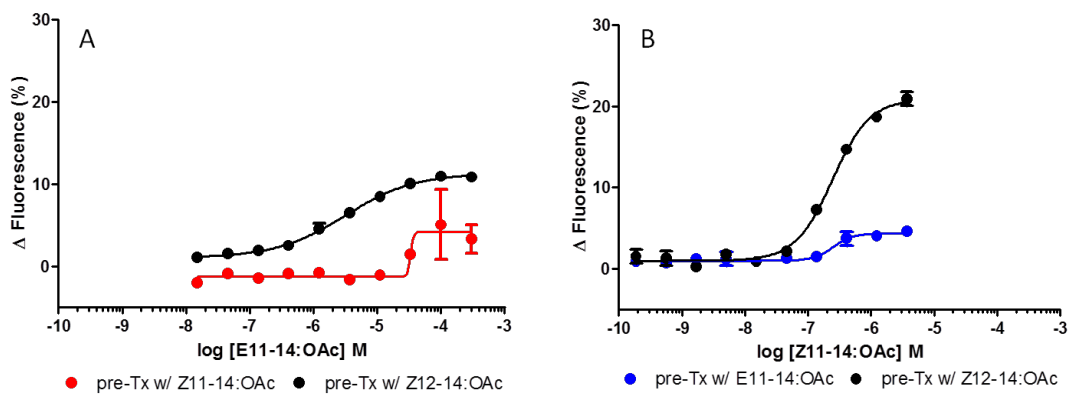 A
Δ Fluorescence (%)
30
20
10
0
-10
-9
-8
-7
-6
-5
-4
-3
log [E11-14:OAc] M
pre-Tx w/ Z11-14:OAc
pre-Tx w/ Z12-14:OAc
B
Δ Fluorescence (%)
30
20
10
0
-10
-9
-8
-7
-6
-5
-4
-3
log [Z11-14:OAc] M
pre-Tx w/ E11-14:OAc
pre-Tx w/ Z12-14:OAc